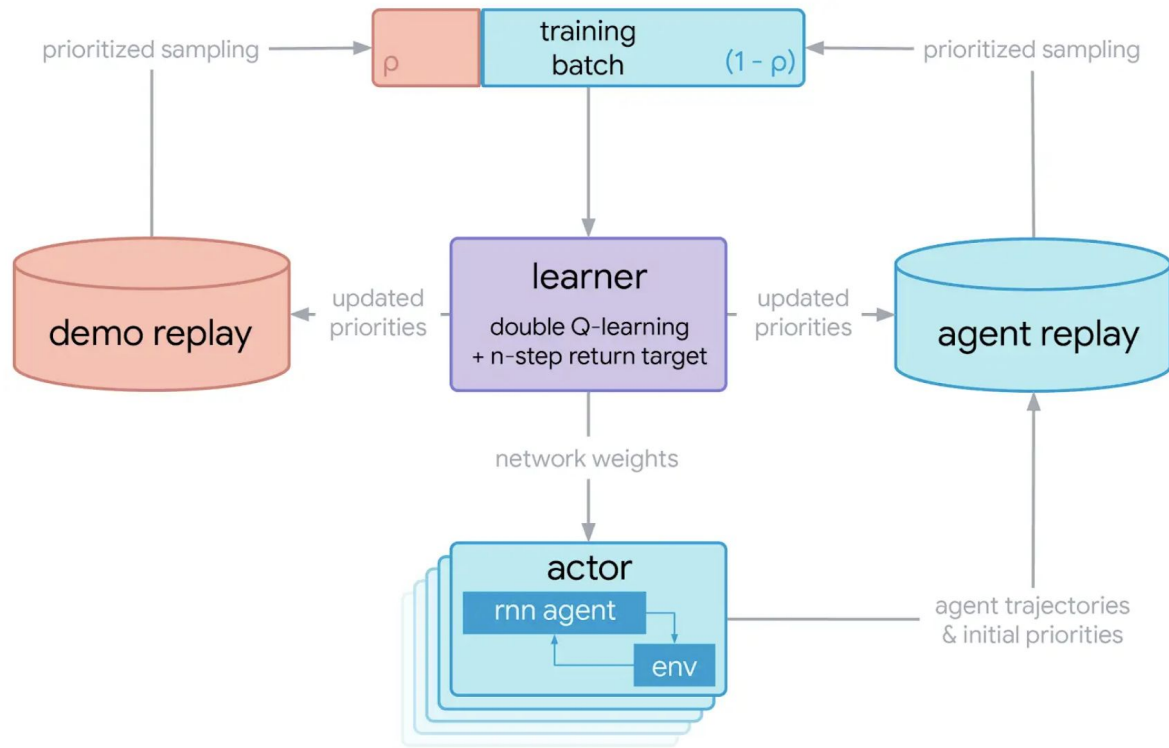 prioritized sampling
ρ
training
batch
(1 - ρ)
prioritized sampling
demo replay
updated
priorities
learner
double Q-learning
+ n-step return target
updated
priorities
agent replay
network weights
actor
rnn agent
env
agent trajectories
& initial priorities